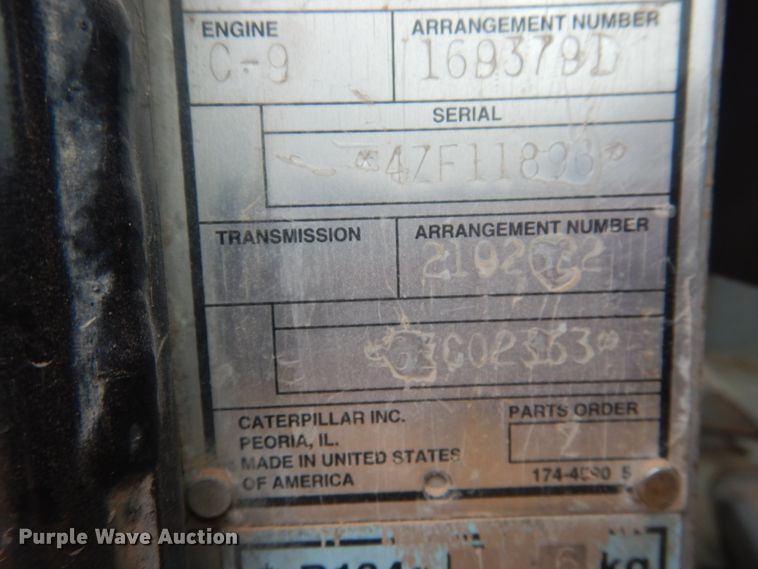 ENGINE
ARRANGEMENT NUMBER
C-9
169379D
SERIAL
TRANSMISSION
ARRANGEMENT NUMBER
CATERPILLAR INC.
PARTS ORDER
PEORIA, IL.
Z
MADE IN UNITED STATES
OF AMERICA
kg
Purple Wave Auction